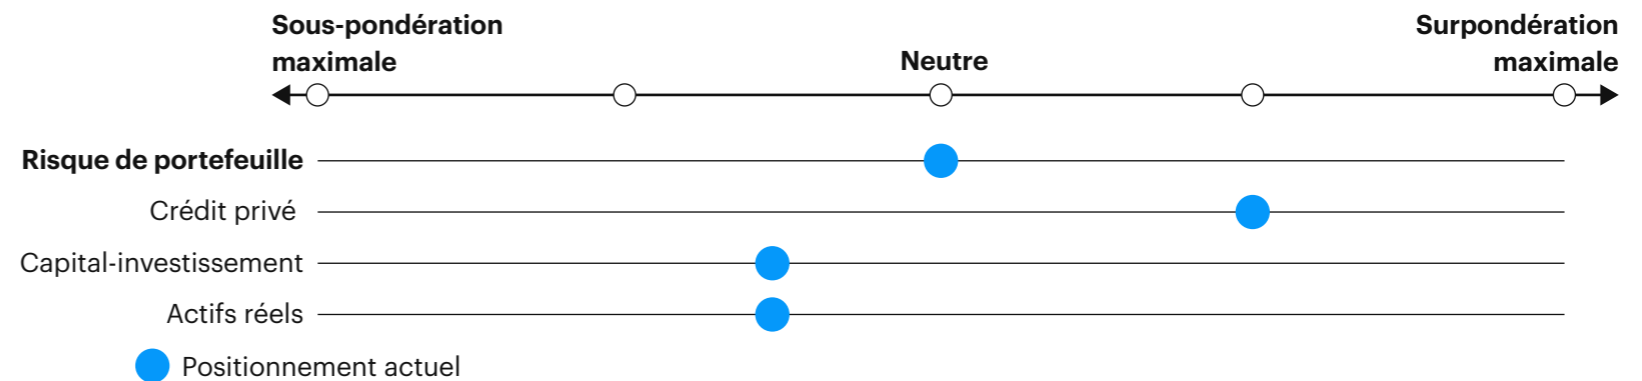 Sous-pondération
maximale
Neutre
Surpondération
maximale
Risque de portefeuille
Crédit privé
Capital-investissement
Actifs réels
Positionnement actuel